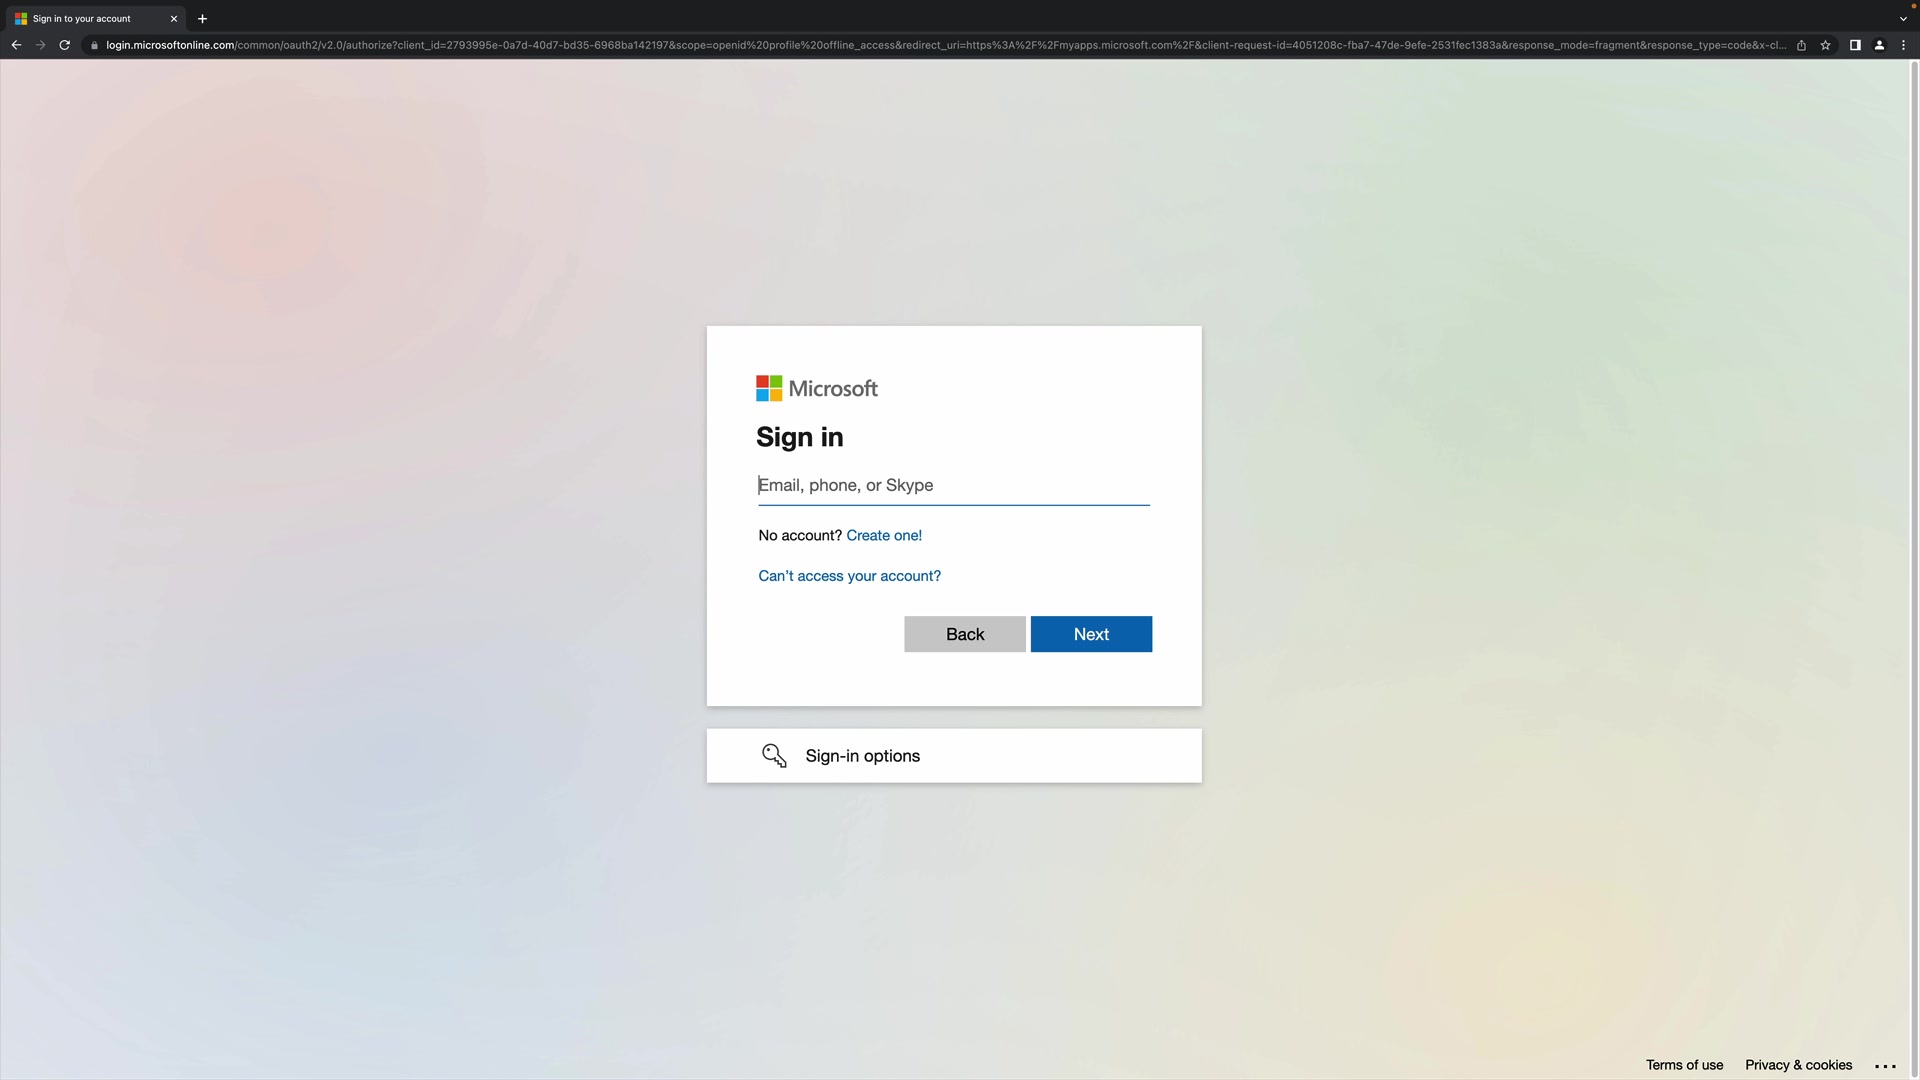 Sign in to your account
login.microsoftonline.com/common/oauth2/v2.0/authorize?client_id=2793995e-0a7d-40d7-bd35-6968ba142197&scope=openid%20profile%20offline_access&redirect_uri=https%3A%2F%2Fmyapps.microsoft.com%2F&client-request-id=4051208c-fba7-47de-9efe-2531fec1383a&response_mode=fragment&response_type=code&x-cl...
Microsoft
Sign in
Email, phone, or Skype
No account? Create one!
Can't access your account?
Back Next
Sign-in options
Terms of use Privacy & cookies ...